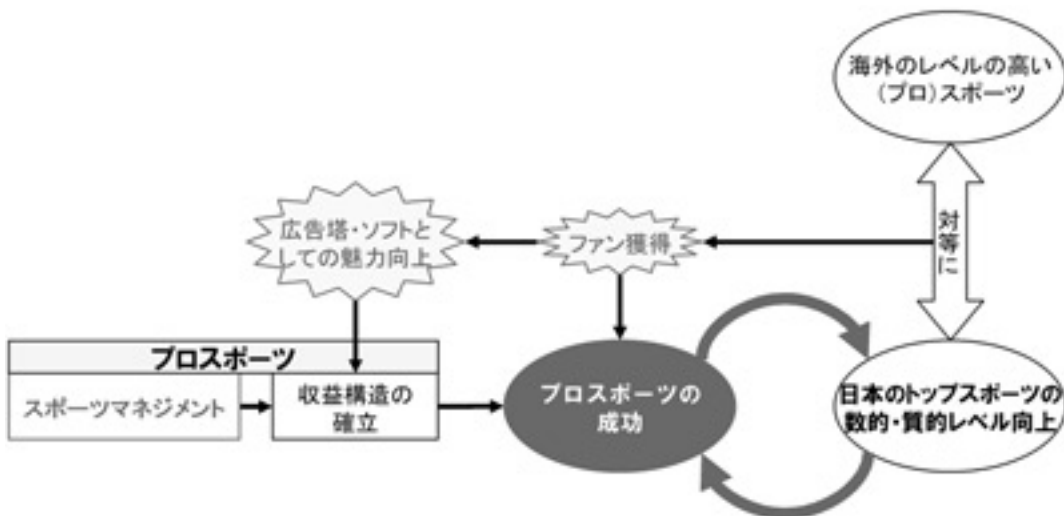 海外のレベルの高い
(プロ)スポーツ
対等に
広告塔・ソフトと
しての魅力向上
ファン獲得
プロスポーツ
スポーツマネジメント
収益構造の
確立
プロスポーツの
成功
日本のトップスポーツの
数的・質的レベル向上